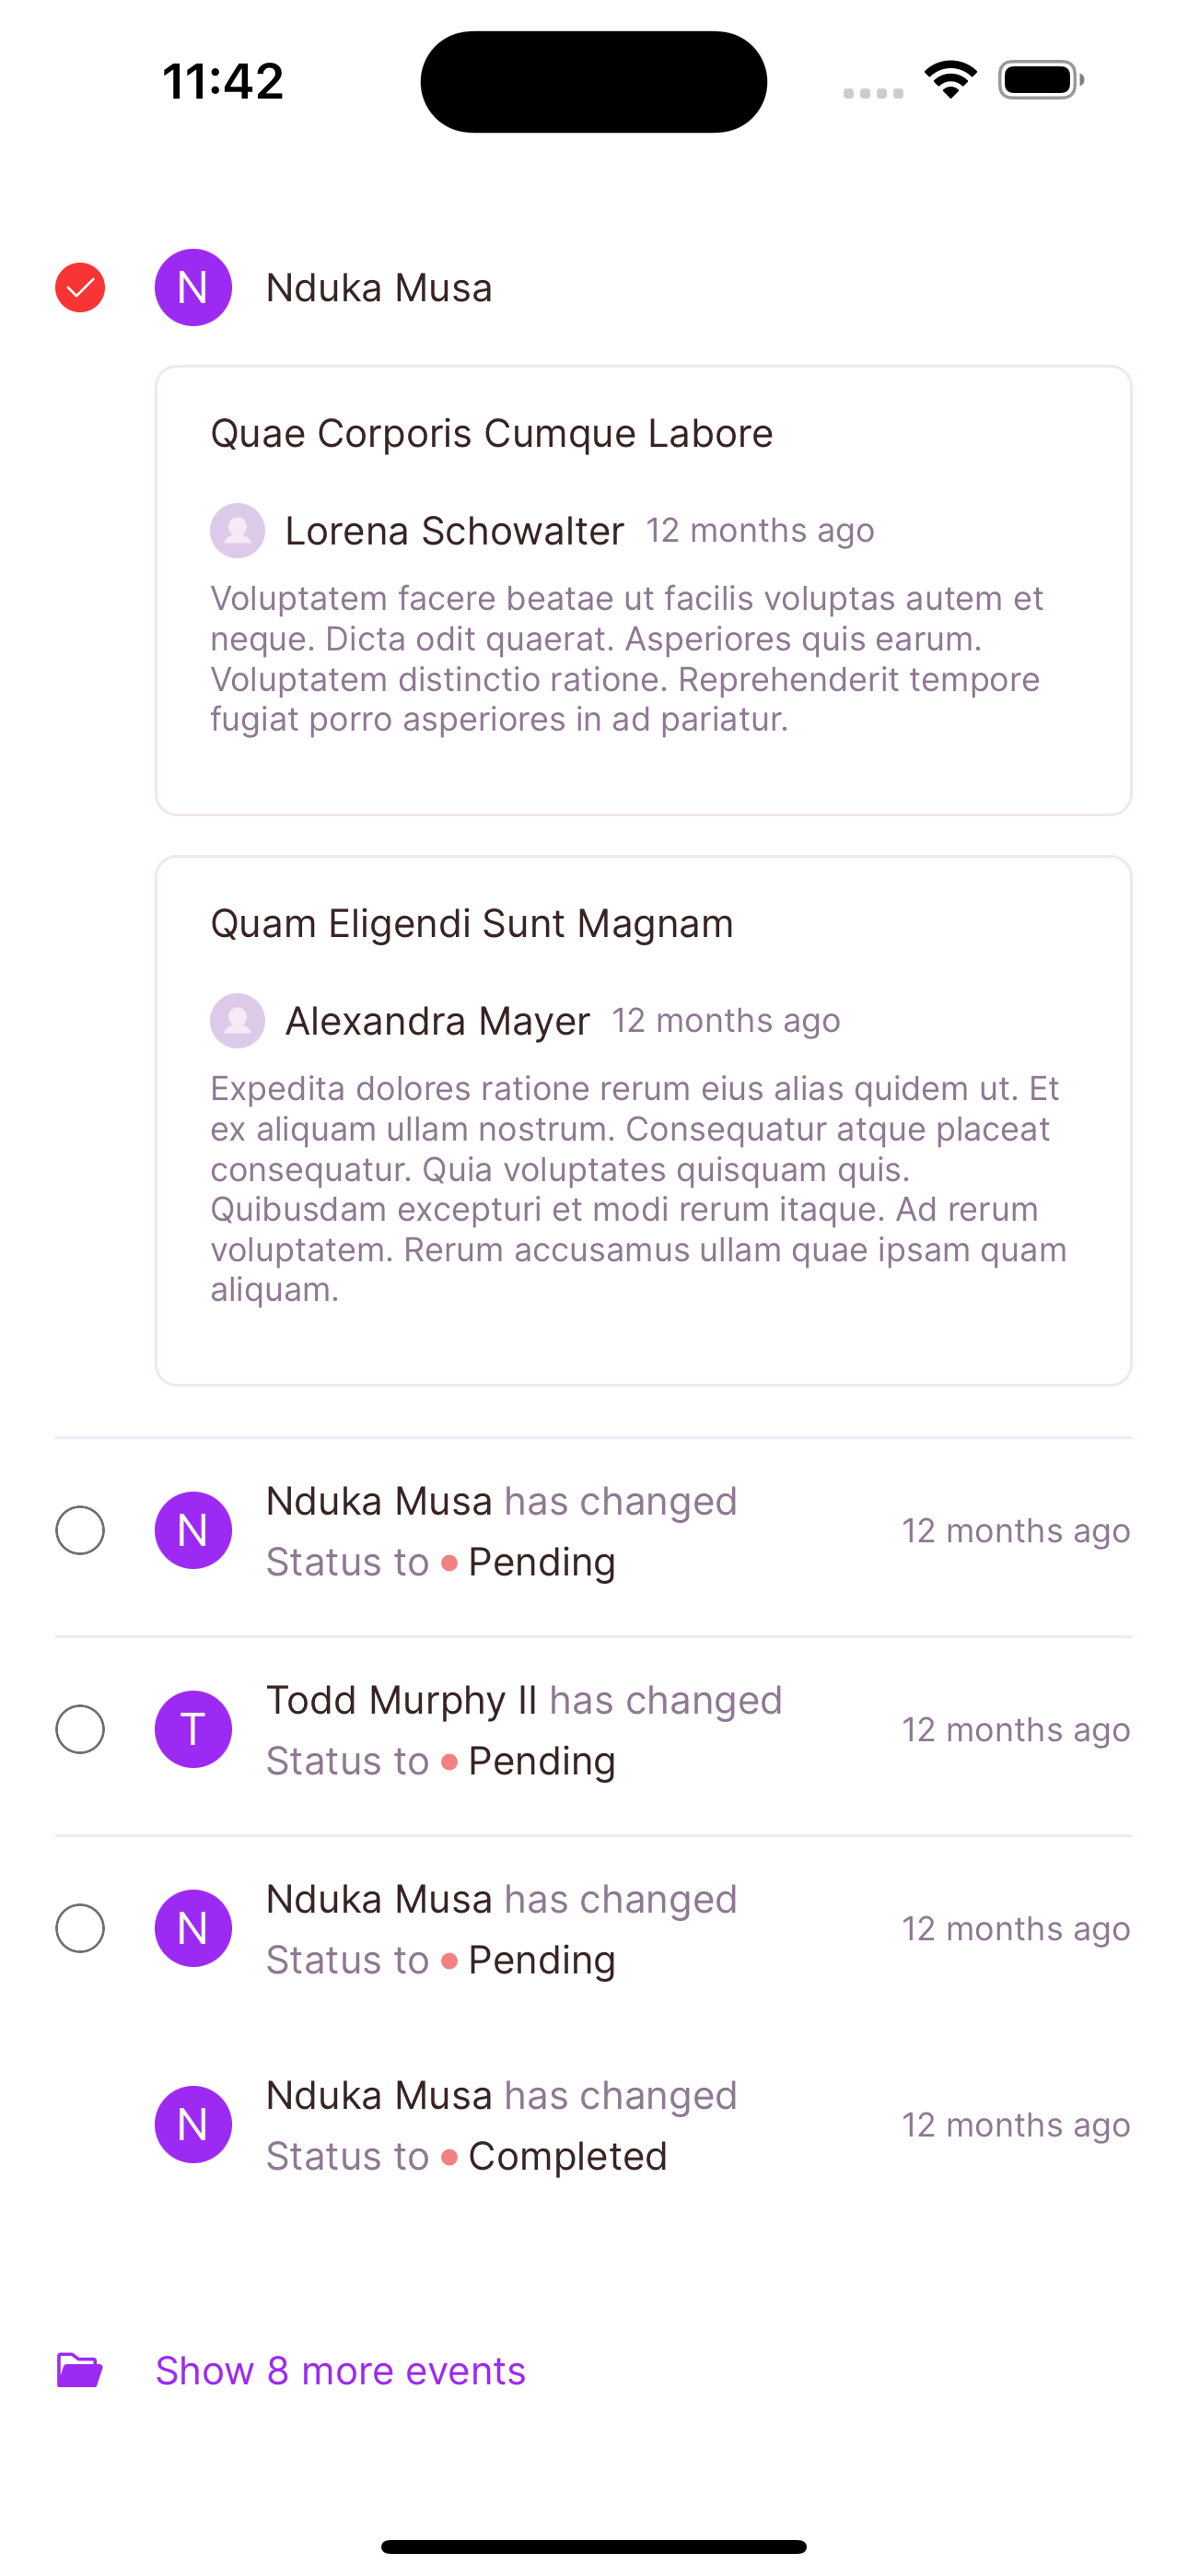 11:42
N Nduka Musa
Quae Corporis Cumque Labore
Lorena Schowalter 12 months ago
Voluptatem facere beatae ut facilis voluptas autem et
neque. Dicta odit quaerat. Asperiores quis earum.
Voluptatem distinctio ratione. Reprehenderit tempore
fugiat porro asperiores in ad pariatur.
Quam Eligendi Sunt Magnam
Alexandra Mayer 12 months ago
Expedita dolores ratione rerum eius alias quidem ut. Et
ex aliquam ullam nostrum. Consequatur atque placeat
consequatur. Quia voluptates quisquam quis.
Quibusdam excepturi et modi rerum itaque. Ad rerum
voluptatem. Rerum accusamus ullam quae ipsam quam
aliquam.
N Nduka Musa has changed
Status to Pending
12 months ago
T Todd Murphy II has changed
Status to Pending
12 months ago
N Nduka Musa has changed
Status to Pending
12 months ago
N Nduka Musa has changed
Status to Completed
12 months ago
Show 8 more events